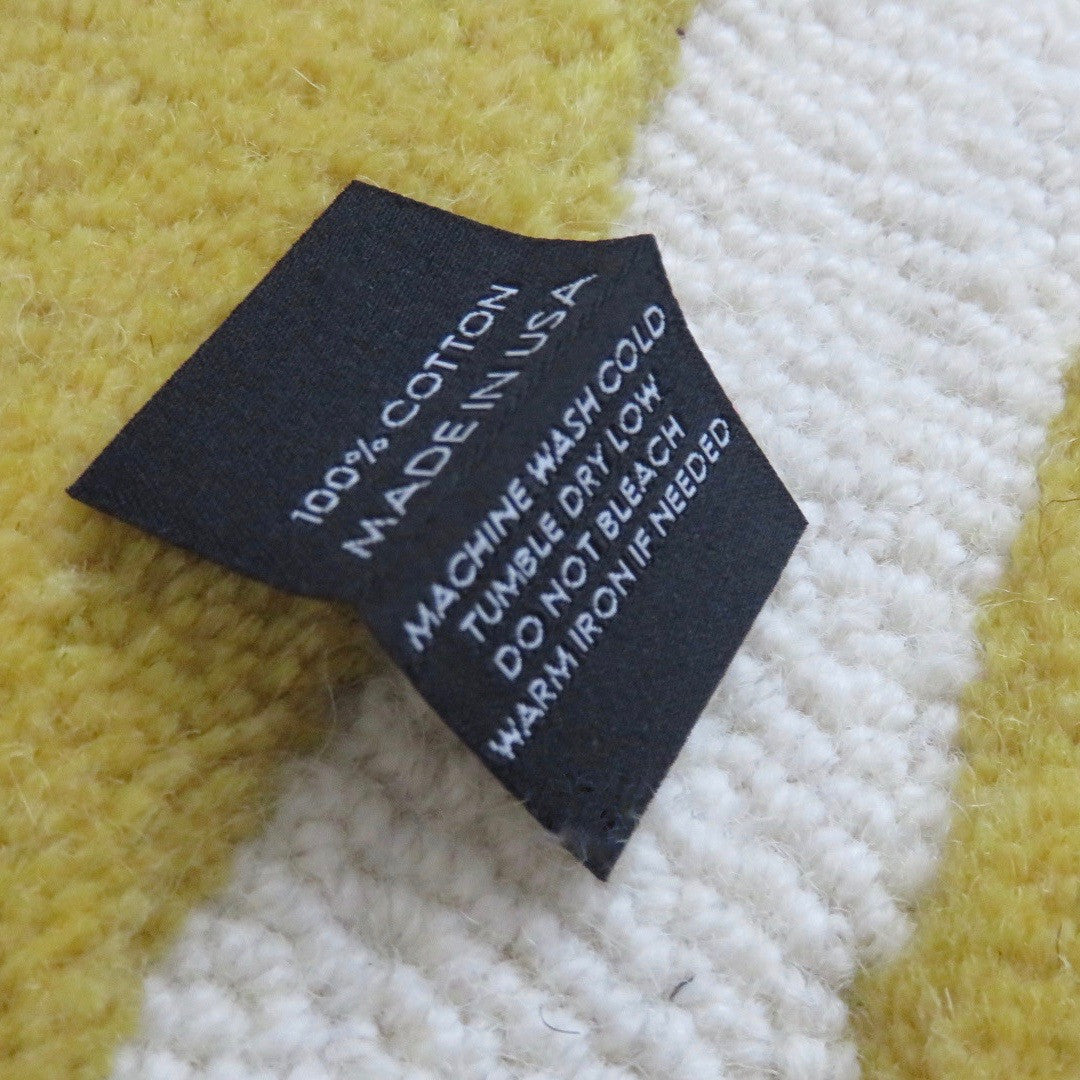 100% COTTON
MADE IN USA
MACHINE WASH COLD
TUMBLE DRY LOW
DO NOT BLEACH
WARM IRON IF NEEDED